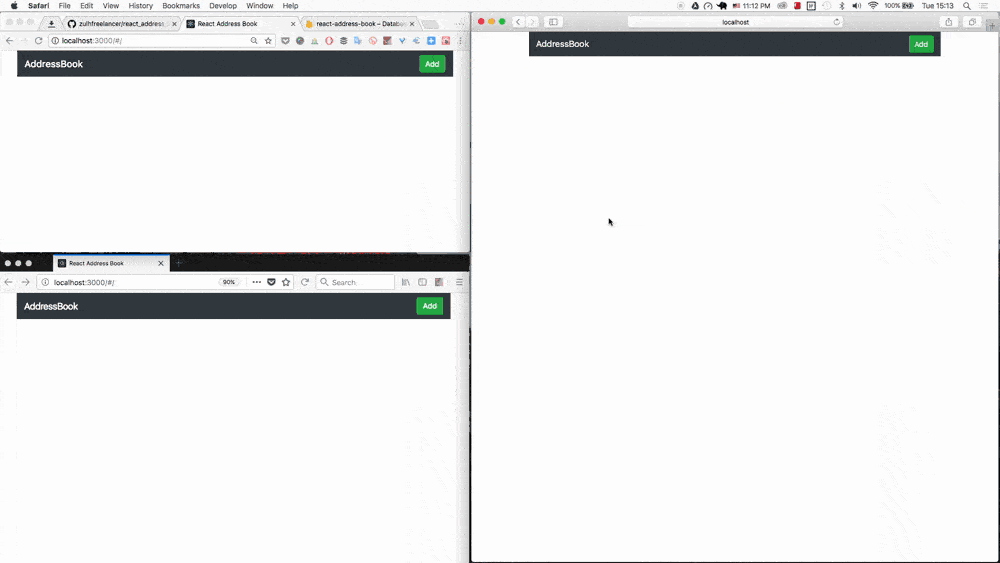 Safari File Edit View History Bookmarks Develop Window Help
11:12 PM 100% Tue 15:13
zulhfreelancer/react_address React Address Book react-address-book – Databas
localhost:3000/#/
AddressBook Add
React Address Book
localhost:3000/#/ 90% Search
AddressBook Add
localhost
AddressBook Add